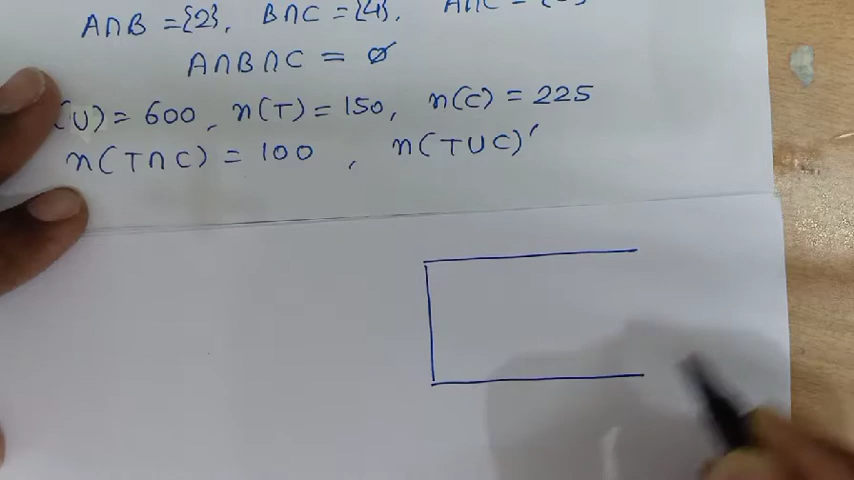 A∩B = {2}, B∩C = {4}, A∩C = {
A∩B∩C = ∅
(U) = 600, n(T) = 150, n(C) = 225
n(T∩C) = 100, n(T∪C)'